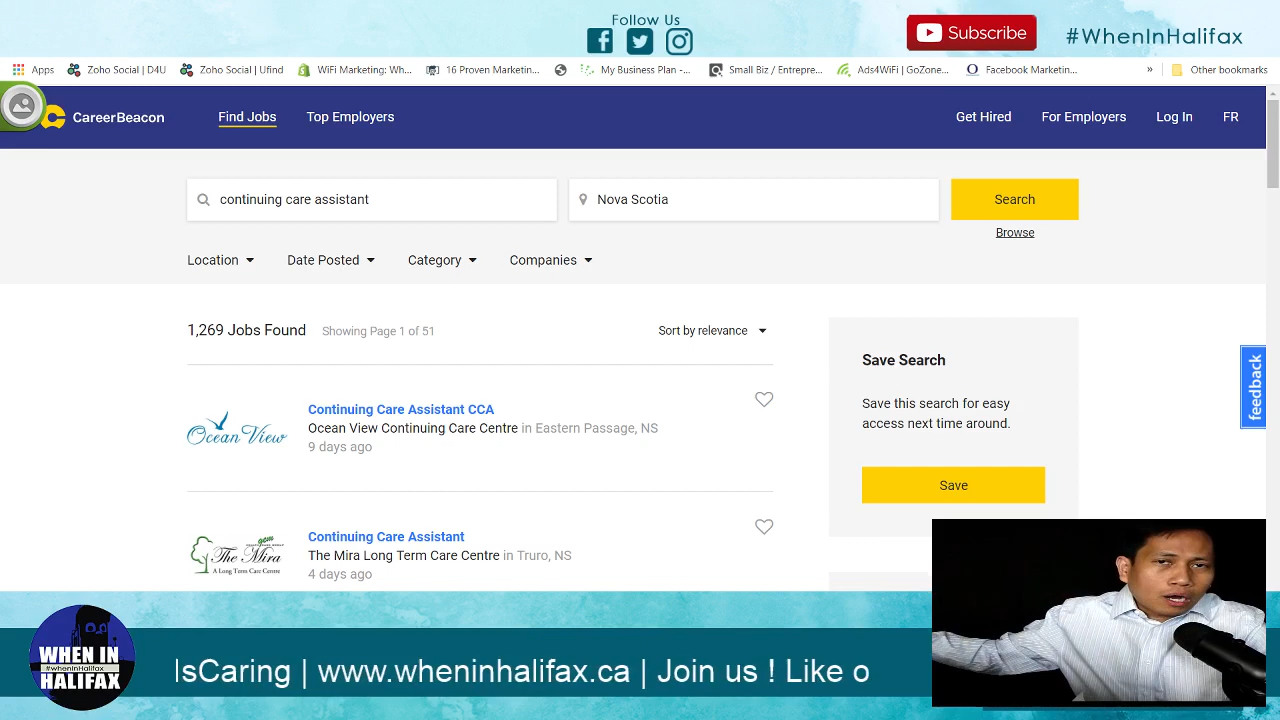 Follow Us
Subscribe
#WhenInHalifax
Apps
Zoho Social | D4U
Zoho Social | Ufind
WiFi Marketing: Wh...
16 Proven Marketin...
My Business Plan -...
Small Biz / Entrepre...
Ads4WiFi | GoZone...
Facebook Marketin...
»
Other bookmarks
CareerBeacon
Find Jobs
Top Employers
Get Hired
For Employers
Log In
FR
continuing care assistant
Nova Scotia
Search
Browse
Location
Date Posted
Category
Companies
1,269 Jobs Found
Showing Page 1 of 51
Sort by relevance
Save Search
Save this search for easy
access next time around.
Save
feedback
Ocean View
Continuing Care Assistant CCA
Ocean View Continuing Care Centre in Eastern Passage, NS
9 days ago
The Mira
A Long Term Care Centre
Continuing Care Assistant
The Mira Long Term Care Centre in Truro, NS
4 days ago
WHEN IN
#wheninHalifax
HALIFAX
IsCaring | www.wheninhalifax.ca | Join us ! Like o